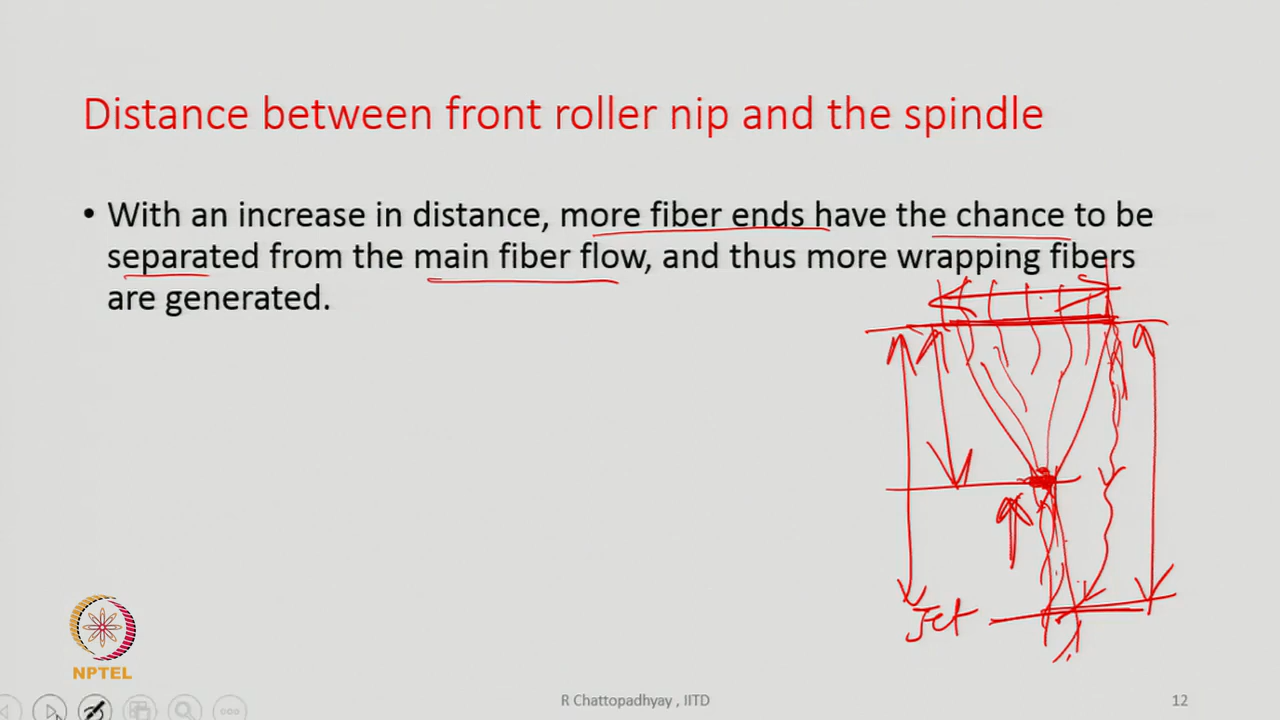 Distance between front roller nip and the spindle
• With an increase in distance, more fiber ends have the chance to be
separated from the main fiber flow, and thus more wrapping fibers
are generated.
Jet
NPTEL
R Chattopadhyay , IITD
12